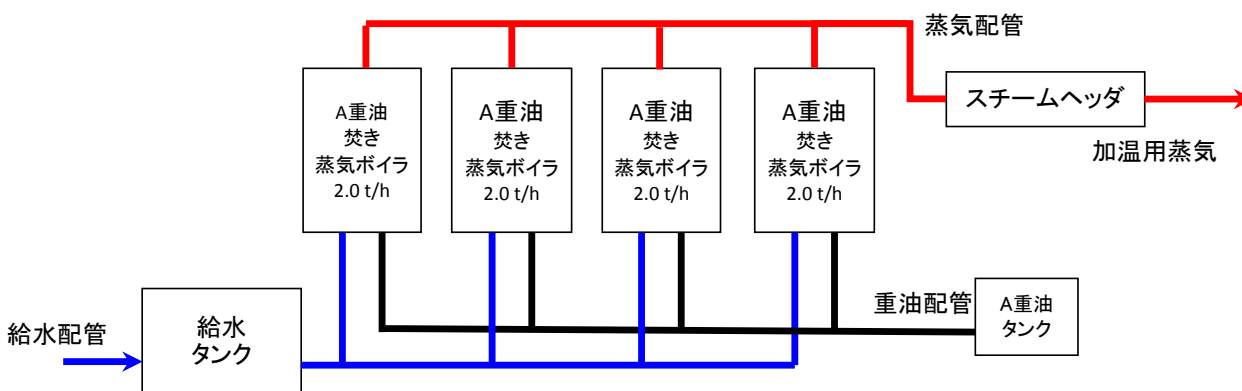 蒸気配管
A重油
焚き
蒸気ボイラ
2.0 t/h
A重油
焚き
蒸気ボイラ
2.0 t/h
A重油
焚き
蒸気ボイラ
2.0 t/h
A重油
焚き
蒸気ボイラ
2.0 t/h
スチームヘッダ
加温用蒸気
給水配管
給水
タンク
重油配管
A重油
タンク